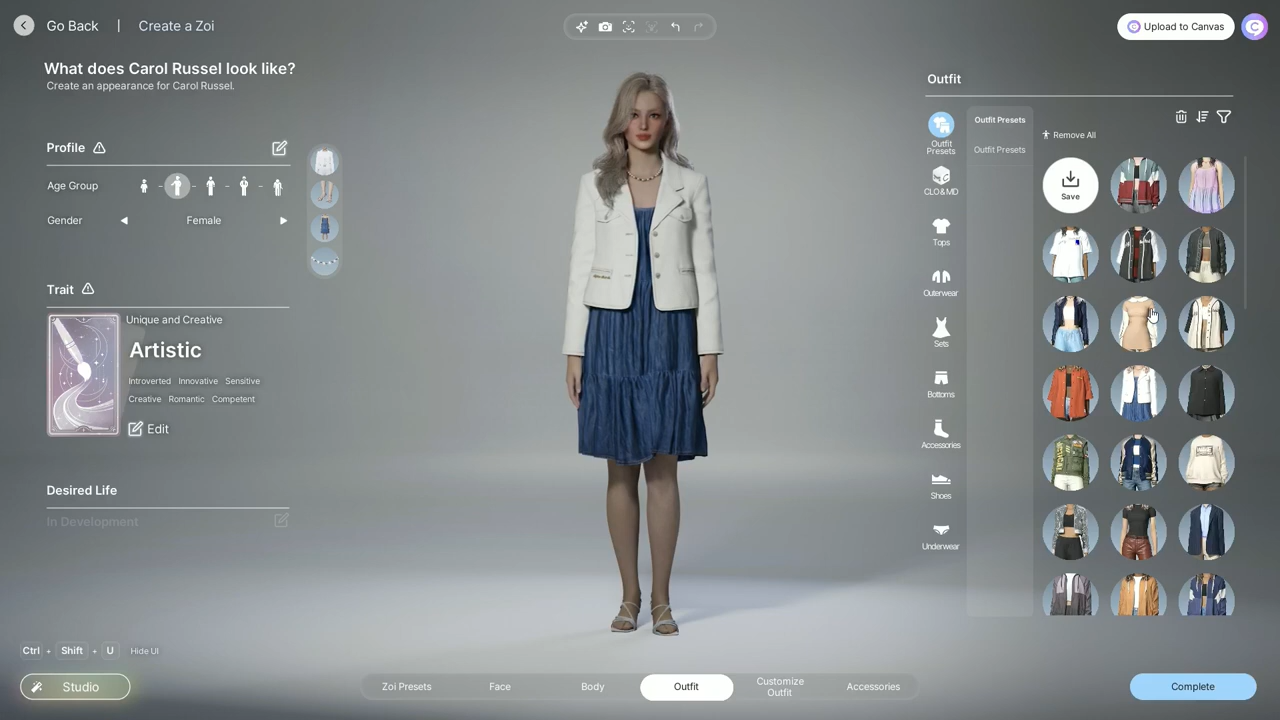 Go Back | Create a Zoi
Upload to Canvas
What does Carol Russel look like?
Create an appearance for Carol Russel.
Profile
Age Group
Gender
Female
Trait
Unique and Creative
Artistic
Introverted Innovative Sensitive
Creative Romantic Competent
Edit
Desired Life
In Development
Ctrl + Shift + U Hide UI
Studio
Outfit
Outfit
Presets
CLO&MD
Tops
Outerwear
Sets
Bottoms
Accessories
Shoes
Underwear
Outfit Presets
Outfit Presets
Remove All
Save
Zoi Presets
Face
Body
Outfit
Customize
Outfit
Accessories
Complete